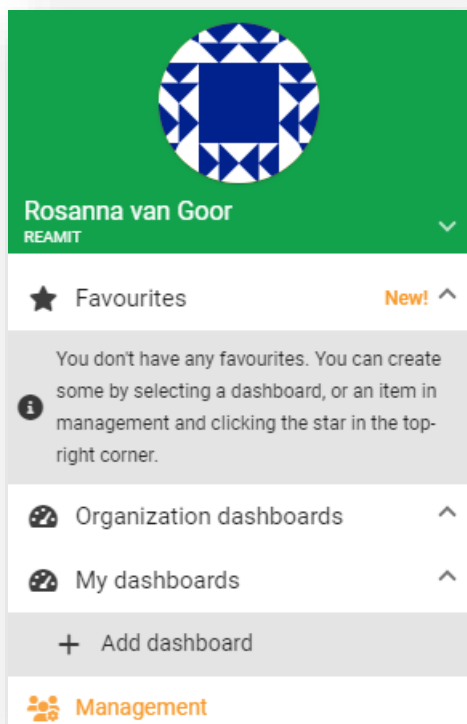 Rosanna van Goor
REAMIT
Favourites New!
You don't have any favourites. You can create
some by selecting a dashboard, or an item in
management and clicking the star in the top-
right corner.
Organization dashboards
My dashboards
Add dashboard
Management